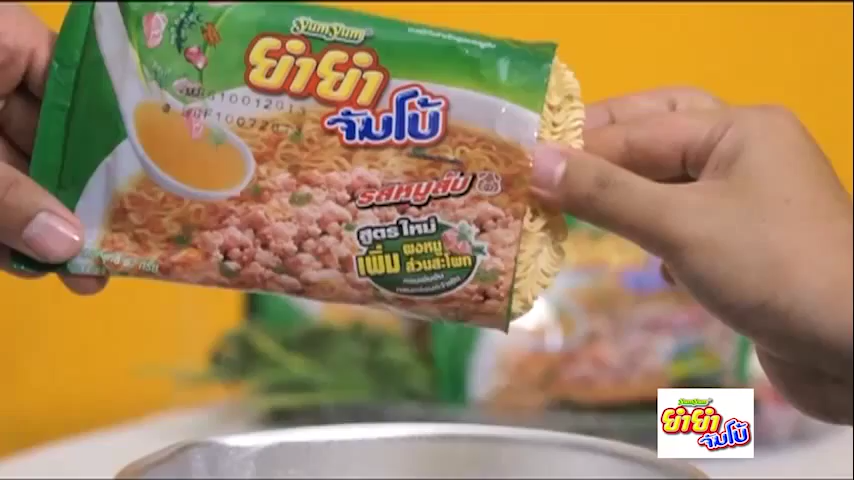 YumYum
ยำยำ
จัมโบ้
รสหมูสับ
สูตรใหม่
เพิ่ม
ผงหมู
ส่วนสะโพก
YumYum
ยำยำ
จัมโบ้